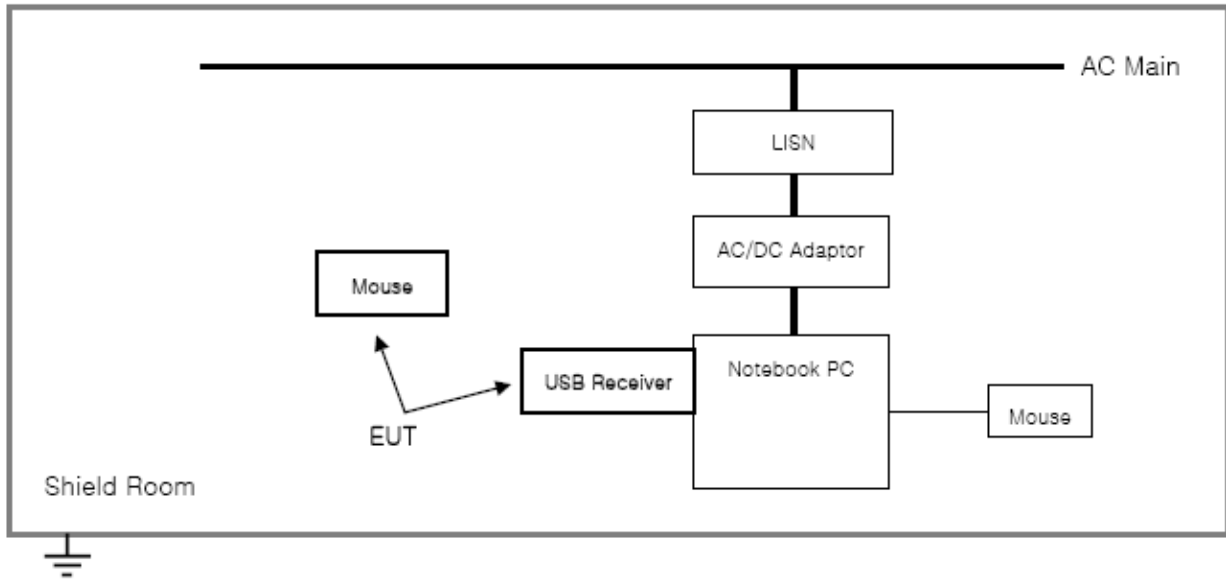 AC Main
LISN
AC/DC Adaptor
Mouse
Notebook PC
USB Receiver
Mouse
EUT
Shield Room